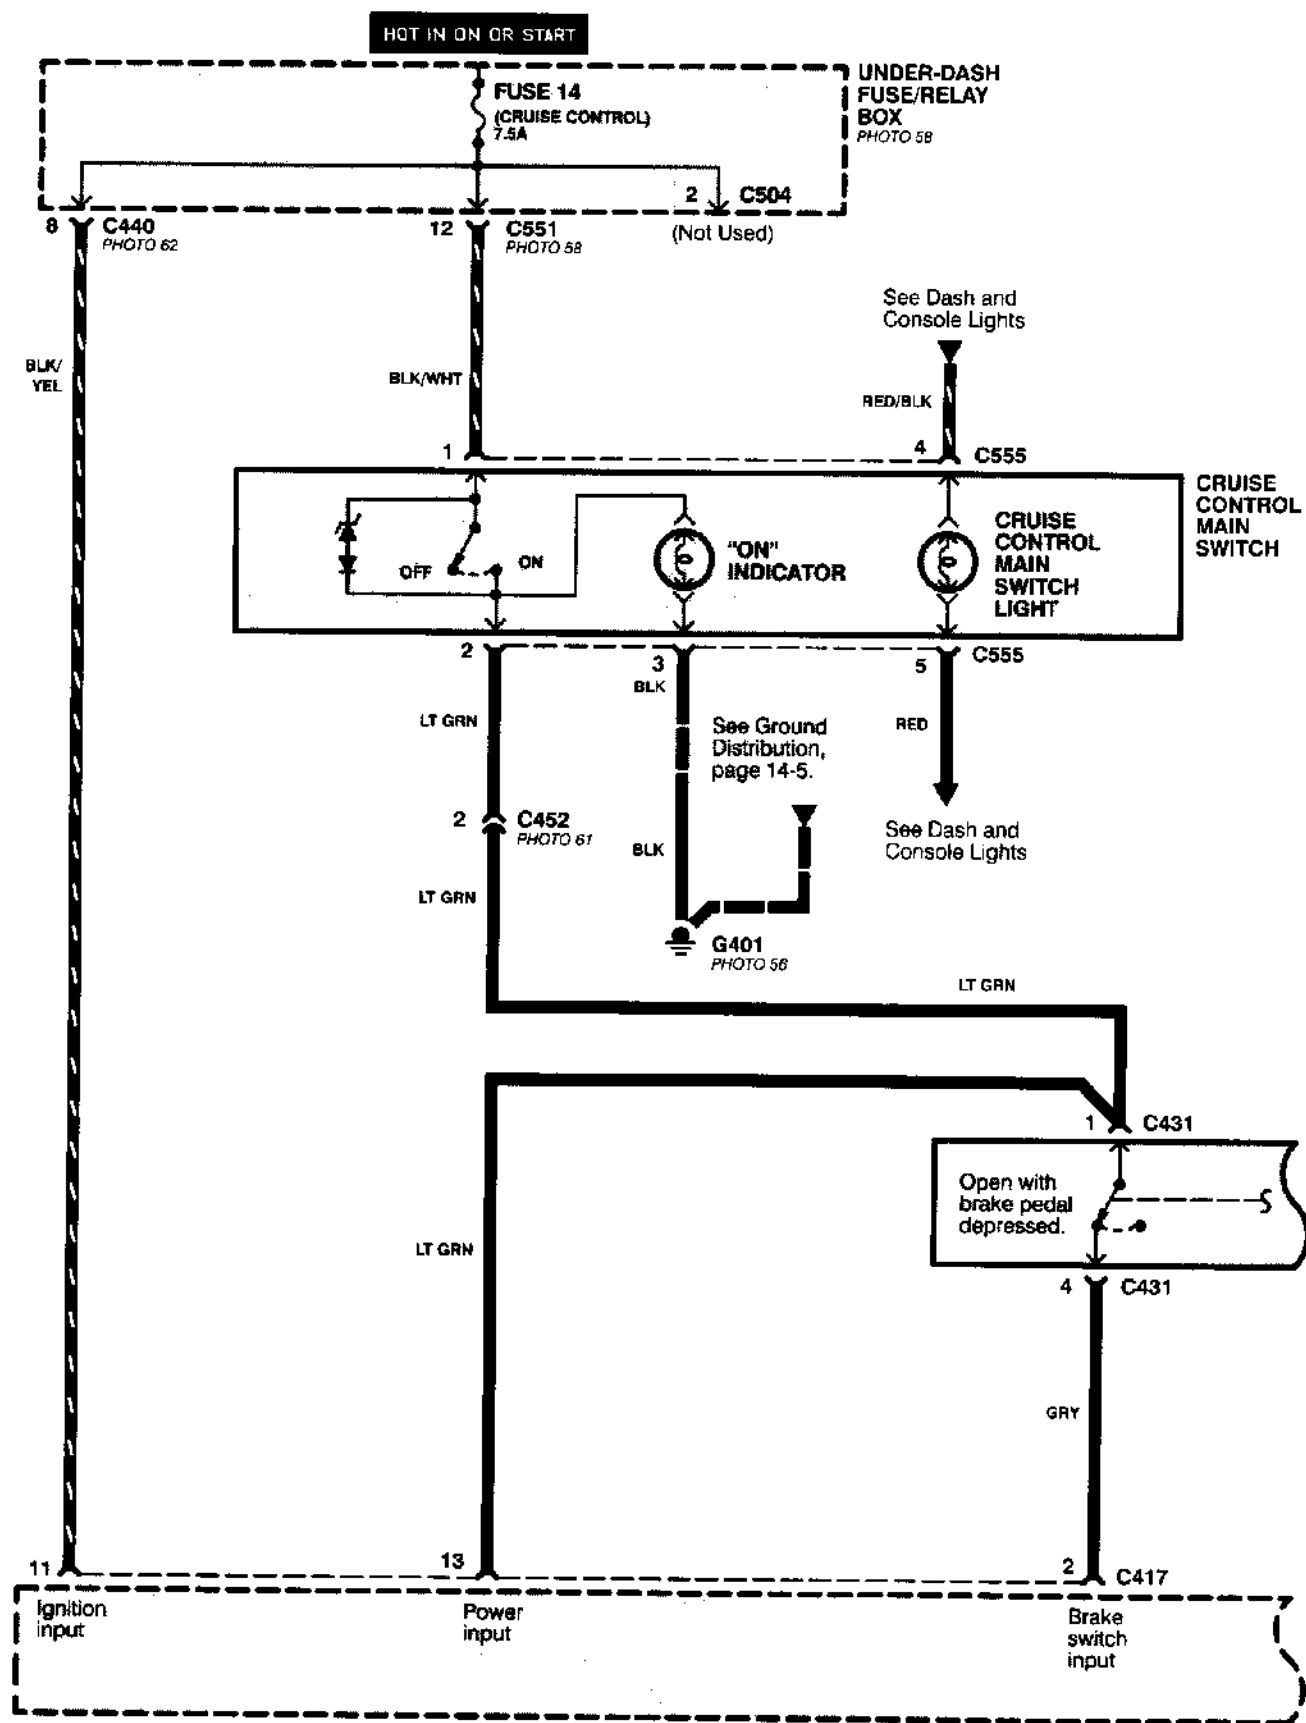 HOT IN ON OR START
UNDER-DASH
FUSE/RELAY
BOX
PHOTO 58
FUSE 14
(CRUISE CONTROL)
7.5A
2 C504
8 C440
PHOTO 62
12 C551
PHOTO 58
(Not Used)
See Dash and
Console Lights
BLK/
YEL
BLK/WHT
RED/BLK
1
4 C555
CRUISE
CONTROL
MAIN
SWITCH
OFF
ON
"ON"
INDICATOR
CRUISE
CONTROL
MAIN
SWITCH
LIGHT
2
3
5 C555
BLK
LT GRN
See Ground
Distribution,
page 14-5.
RED
2 C452
PHOTO 61
BLK
See Dash and
Console Lights
LT GRN
G401
PHOTO 56
LT GRN
1 C431
Open with
brake pedal
depressed.
S
LT GRN
4 C431
GRY
11
13
2 C417
Ignition
input
Power
input
Brake
switch
input